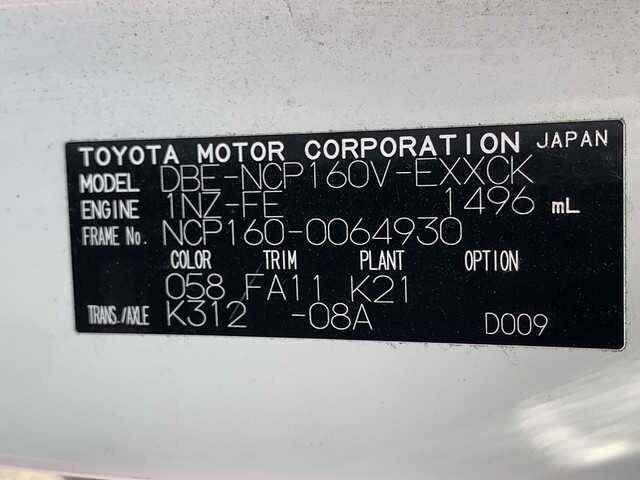 TOYOTA MOTOR CORPORATION JAPAN
MODEL DBE-NCP160V-EXXCK
ENGINE 1NZ-FE 1496 mL
FRAME No. NCP160-0064930
COLOR TRIM PLANT OPTION
058 FA11 K21
TRANS./AXLE K312 -08A D009